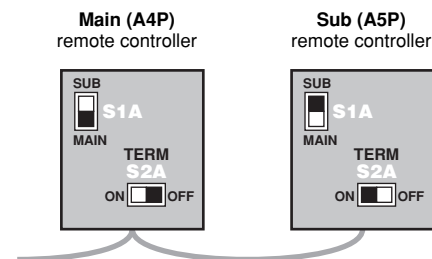 Main (A4P)
remote controller
SUB
S1A
MAIN
TERM
S2A
ON OFF
Sub (A5P)
remote controller
SUB
S1A
MAIN
TERM
S2A
ON OFF